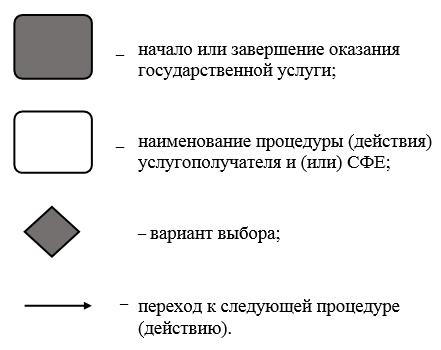 – начало или завершение оказания
государственной услуги;
– наименование процедуры (действия)
услугополучателя и (или) СФЕ;
– вариант выбора;
– переход к следующей процедуре
(действию).